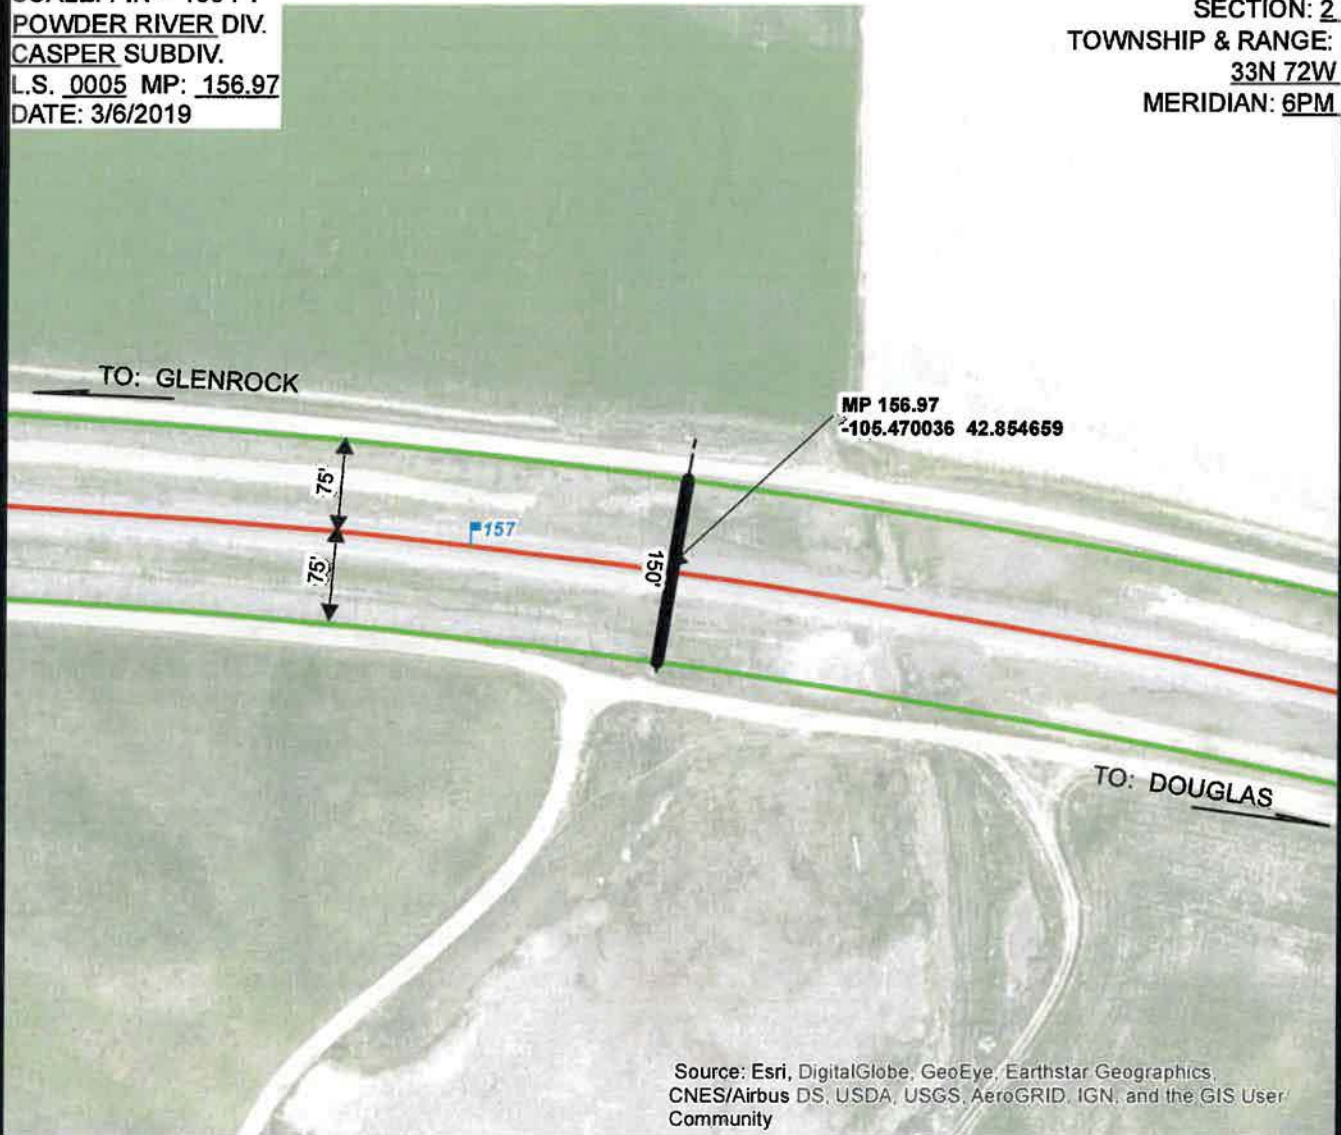 POWDER RIVER DIV.
CASPER SUBDIV.
L.S. 0005 MP: 156.97
DATE: 3/6/2019
SECTION: 2
TOWNSHIP & RANGE:
33N 72W
MERIDIAN: 6PM
TO: GLENROCK
MP 156.97
-105.470036 42.854659
75'
157
75'
150'
TO: DOUGLAS
Source: Esri, DigitalGlobe, GeoEye, Earthstar Geographics,
CNES/Airbus DS, USDA, USGS, AeroGRID, IGN, and the GIS User
Community